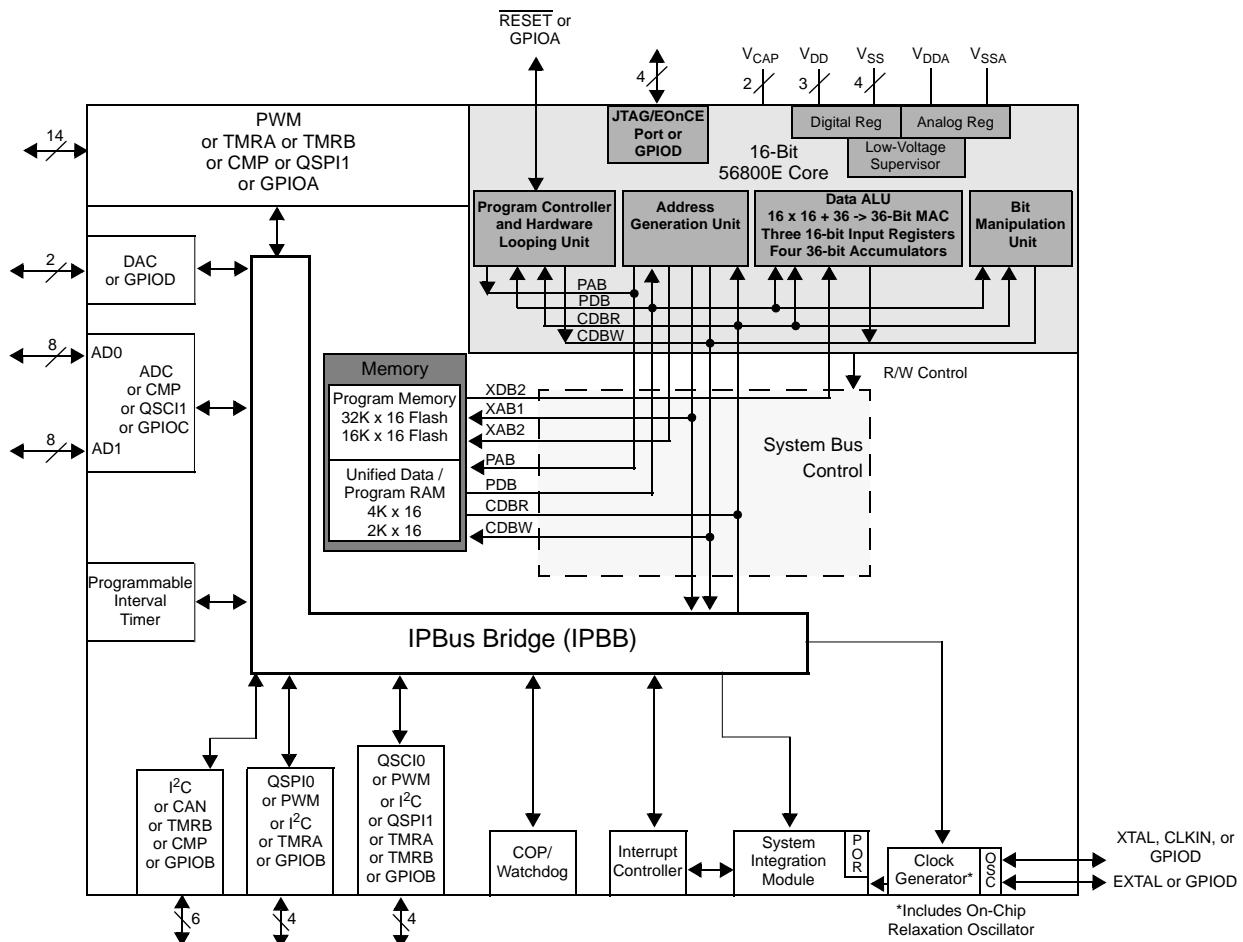 RESET or
GPIOA
4
VCAP
VDD
VSS
VDDA
VSSA
2
3
4
14
PWM
or TMRA or TMRB
or CMP or QSPI1
or GPIOA
JTAG/EOnCE
Port or
GPIOD
Digital Reg
Analog Reg
Low-Voltage
Supervisor
16-Bit
56800E Core
Program Controller
and Hardware
Looping Unit
Address
Generation Unit
Data ALU
16 x 16 + 36 -> 36-Bit MAC
Three 16-bit Input Registers
Four 36-bit Accumulators
Bit
Manipulation
Unit
2
DAC
or GPIOD
PAB
PDB
CDBR
CDBW
8
AD0
ADC
or CMP
or QSCI1
or GPIOC
8
AD1
Memory
Program Memory
32K x 16 Flash
16K x 16 Flash
Unified Data /
Program RAM
4K x 16
2K x 16
XDB2
XAB1
XAB2
PAB
PDB
CDBR
CDBW
R/W Control
System Bus
Control
Programmable
Interval
Timer
IPBus Bridge (IPBB)
I2C
or CAN
or TMRB
or CMP
or GPIOB
QSPI0
or PWM
or I2C
or TMRA
or GPIOB
QSCI0
or PWM
or I2C
or QSPI1
or TMRA
or TMRB
or GPIOB
COP/
Watchdog
Interrupt
Controller
System
Integration
Module
POR
Clock
Generator*
OSC
XTAL, CLKIN, or
GPIOD
EXTAL or GPIOD
*Includes On-Chip
Relaxation Oscillator
6
4
4